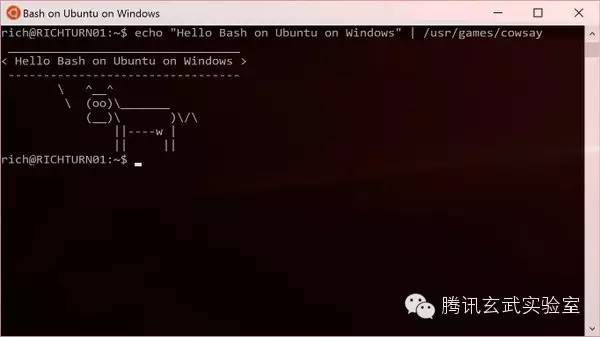 Bash on Ubuntu on Windows
rich@RICHTURN01:~$ echo "Hello Bash on Ubuntu on Windows" | /usr/games/cowsay
 _________________________________
< Hello Bash on Ubuntu on Windows >
 ---------------------------------
        \   ^__^
         \  (oo)\_______
            (__)\       )\/\
                ||----w |
                ||     ||
rich@RICHTURN01:~$
腾讯玄武实验室